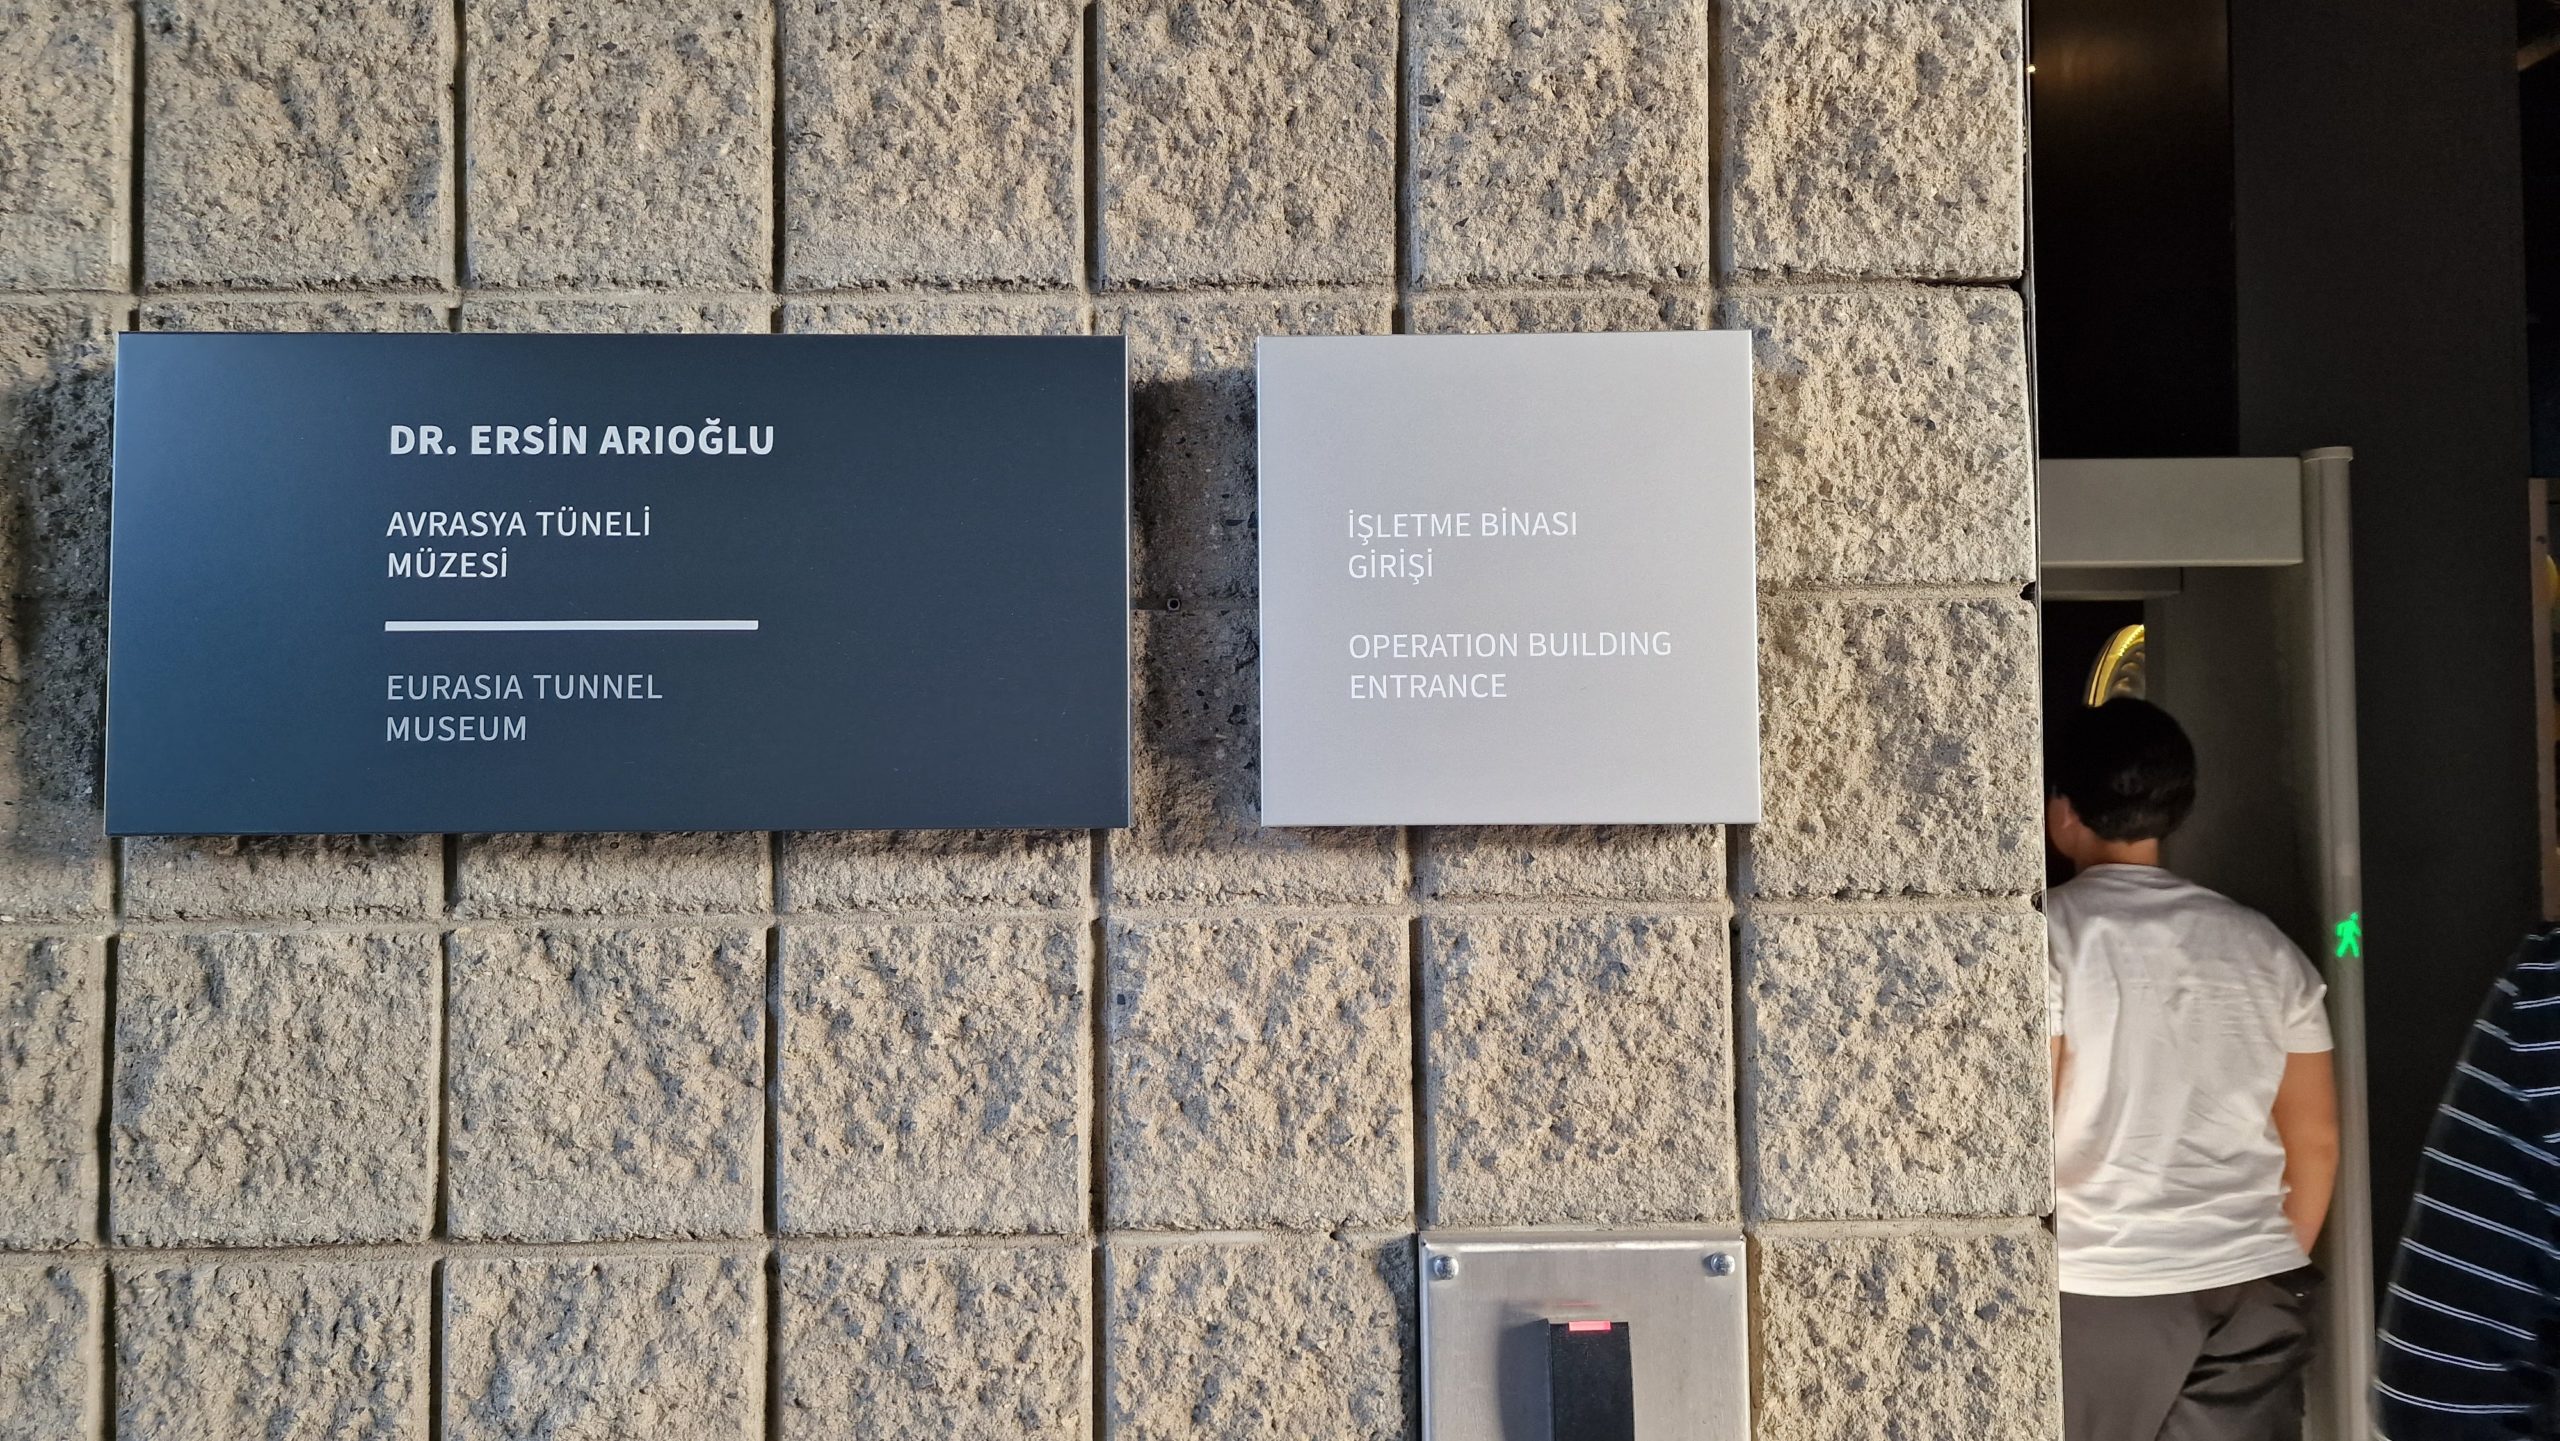 DR. ERSİN ARIOĞLU
AVRASYA TÜNELİ
MÜZESİ
EURASIA TUNNEL
MUSEUM
İŞLETME BİNASI
GİRİŞİ
OPERATION BUILDING
ENTRANCE